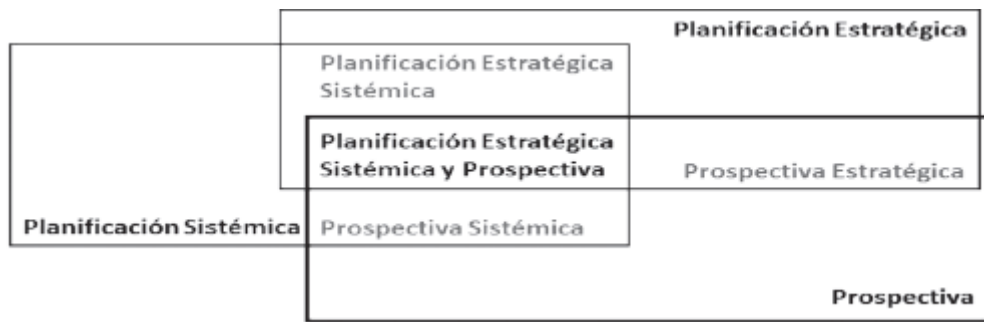 Planificación Estratégica
Planificación Estratégica
Sistémica
Planificación Estratégica
Sistémica y Prospectiva
Prospectiva Estratégica
Planificación Sistémica
Prospectiva Sistémica
Prospectiva